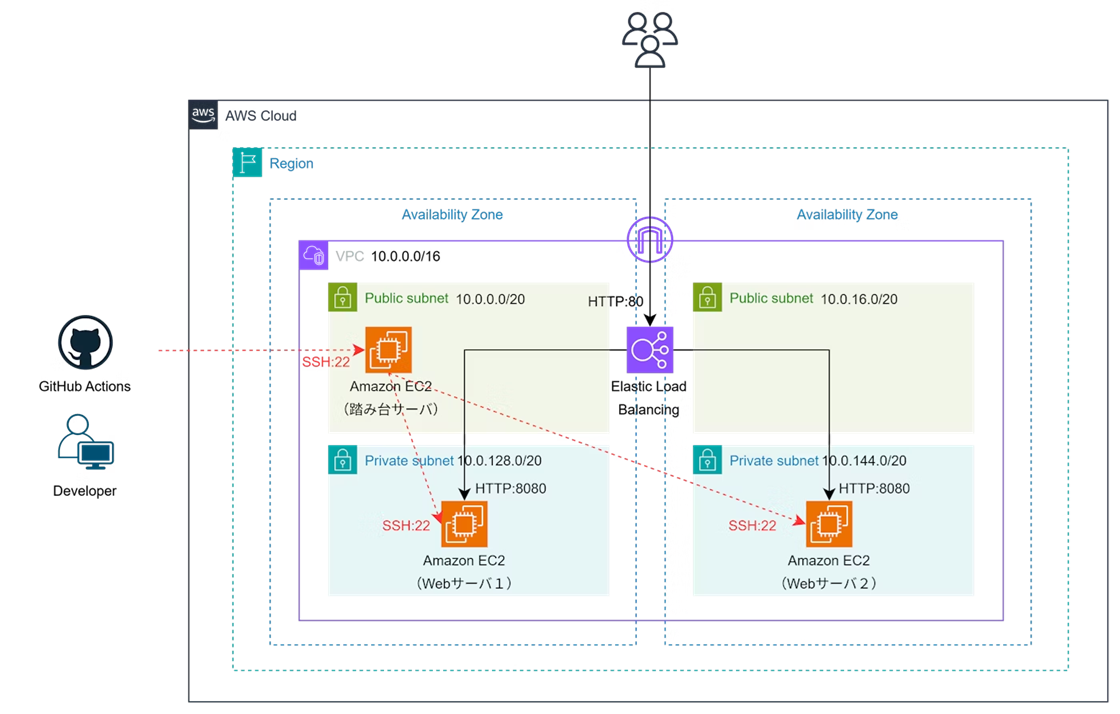 aws
AWS Cloud
Region
Availability Zone
Availability Zone
VPC 10.0.0.0/16
Public subnet 10.0.0.0/20
HTTP:80
Public subnet 10.0.16.0/20
SSH:22
GitHub Actions
Amazon EC2
(踏み台サーバ)
Elastic Load
Balancing
Private subnet 10.0.128.0/20
Private subnet 10.0.144.0/20
Developer
HTTP:8080
HTTP:8080
SSH:22
SSH:22
Amazon EC2
(Webサーバ1)
Amazon EC2
(Webサーバ2)